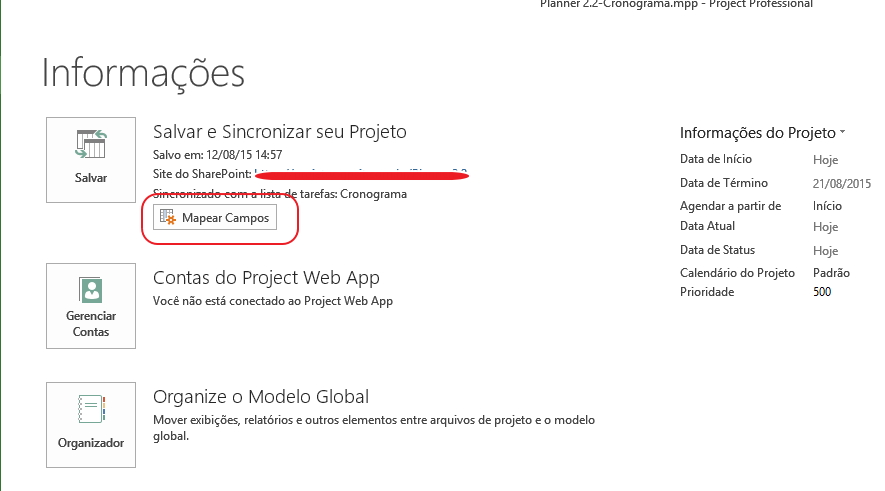 Planner 2.2-Cronograma.mpp - Project Professional
Informações
Salvar
Salvar e Sincronizar seu Projeto
Salvo em: 12/08/15 14:57
Site do SharePoint:
Sincronizado com a lista de tarefas: Cronograma
Mapear Campos
Gerenciar
Contas
Contas do Project Web App
Você não está conectado ao Project Web App
Organizador
Organize o Modelo Global
Mover exibições, relatórios e outros elementos entre arquivos de projeto e o modelo
global.
Informações do Projeto
Data de Início Hoje
Data de Término 21/08/2015
Agendar a partir de Início
Data Atual Hoje
Data de Status Hoje
Calendário do Projeto Padrão
Prioridade 500